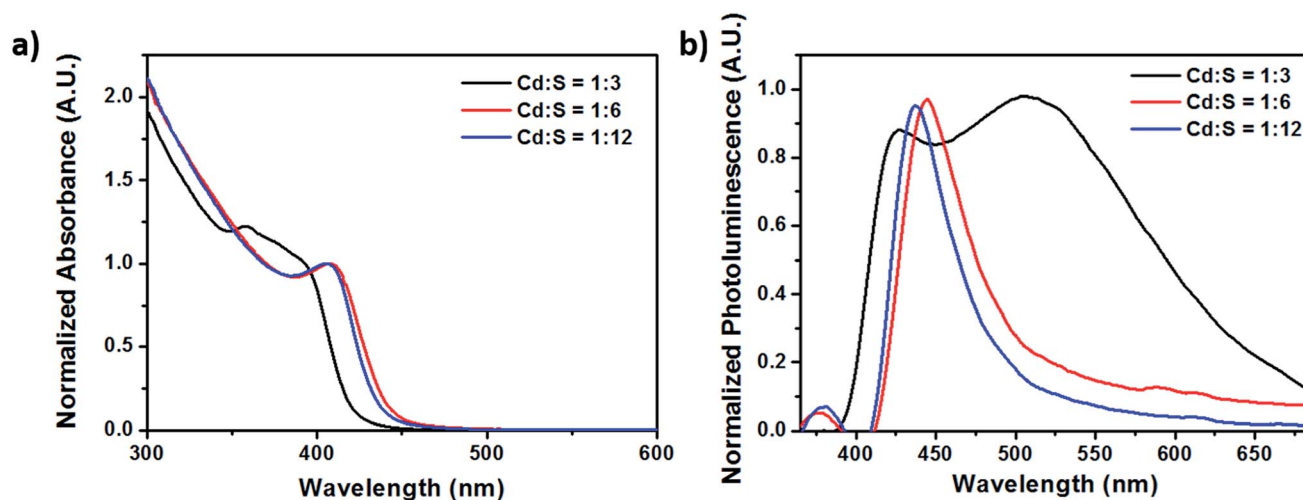 a)
Normalized Absorbance (A.U.)
2.0
1.5
1.0
0.5
0.0
Cd:S = 1:3
Cd:S = 1:6
Cd:S = 1:12
300 400 500 600
Wavelength (nm)
b)
Normalized Photoluminescence (A.U.)
1.0
0.8
0.6
0.4
0.2
0.0
Cd:S = 1:3
Cd:S = 1:6
Cd:S = 1:12
400 450 500 550 600 650
Wavelength (nm)